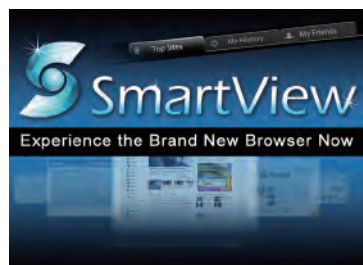 Top Sites
My History
My Friends
SmartView
Experience the Brand New Browser Now